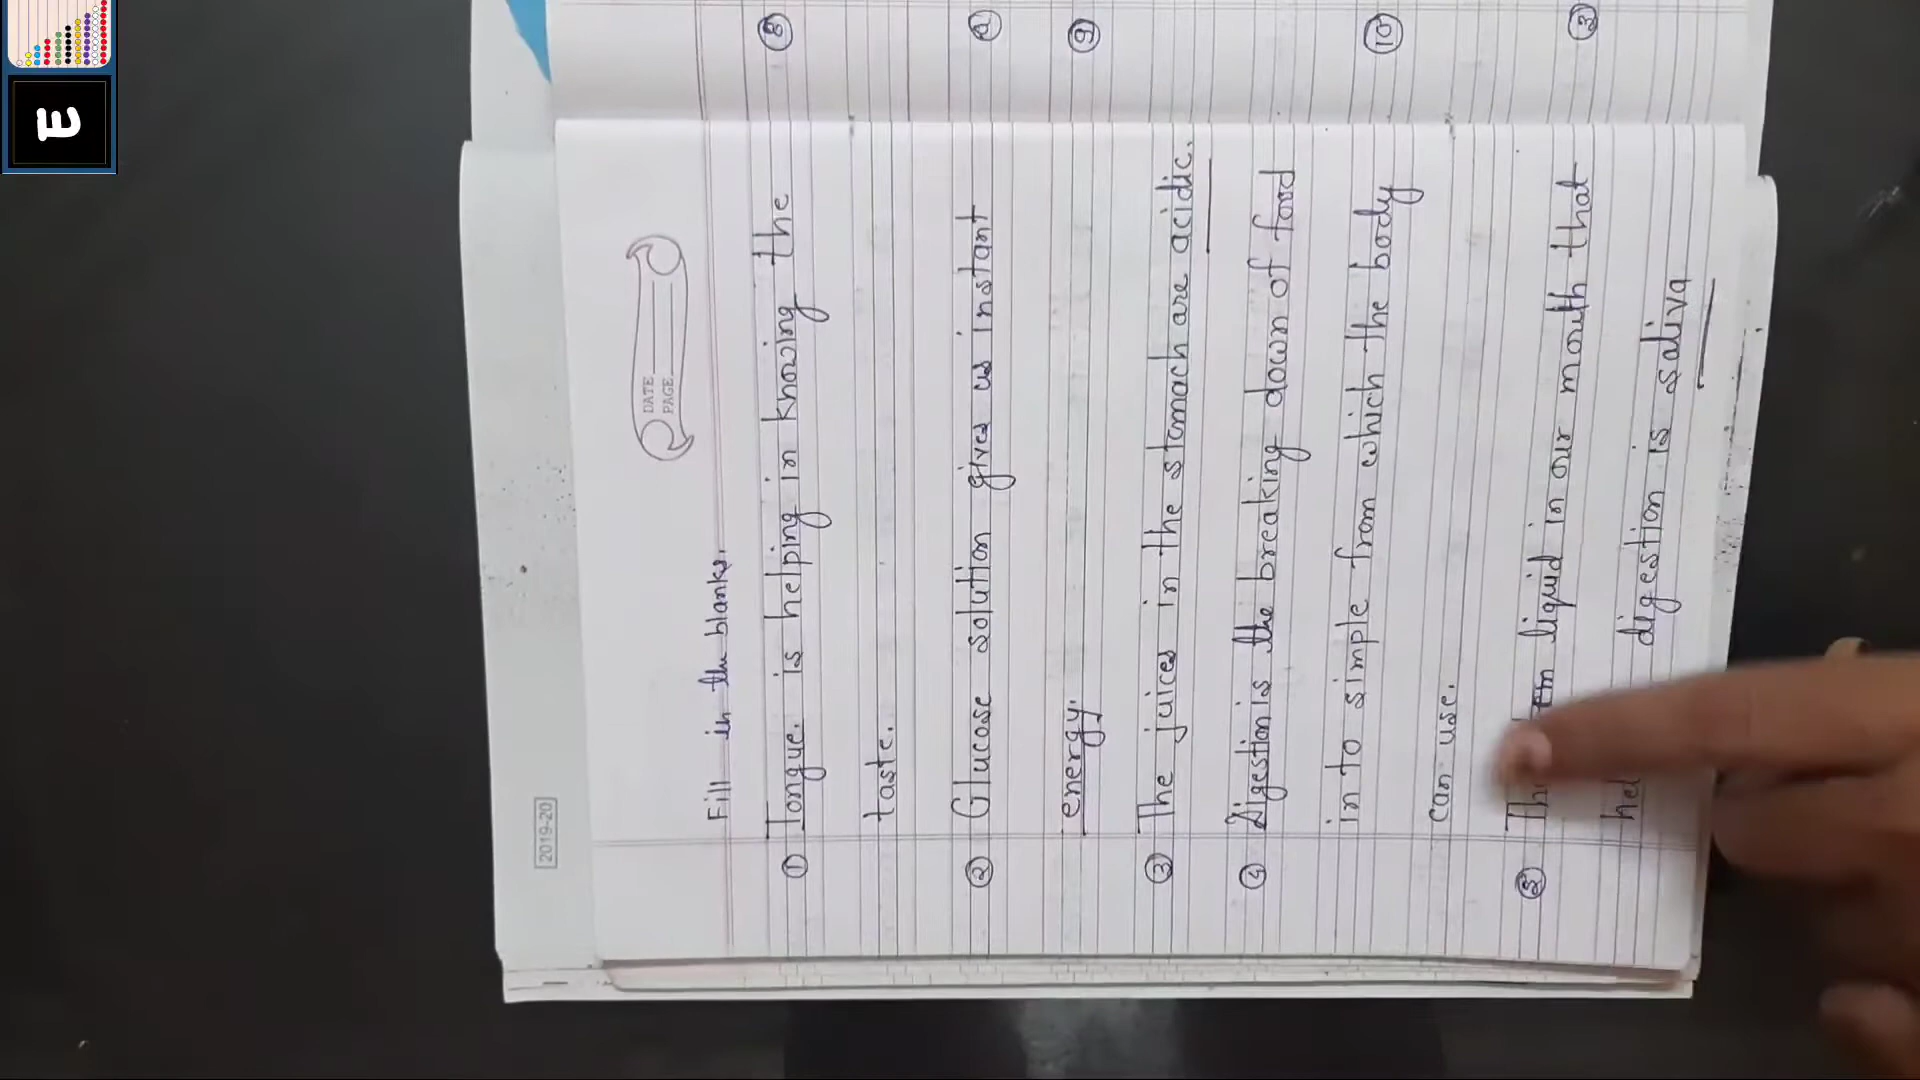 2019-20
DATE
PAGE
Fill in the blanks.
① Tongue. is helping in knowing the
taste.
② Glucose solution gives us instant
energy.
③ The juices in the stomach are acidic.
④ Digestion is the breaking down of food
in to simple from which the body
can use.
⑤ liquid in our mouth that
digestion is saliva
⑧
⑨
⑩